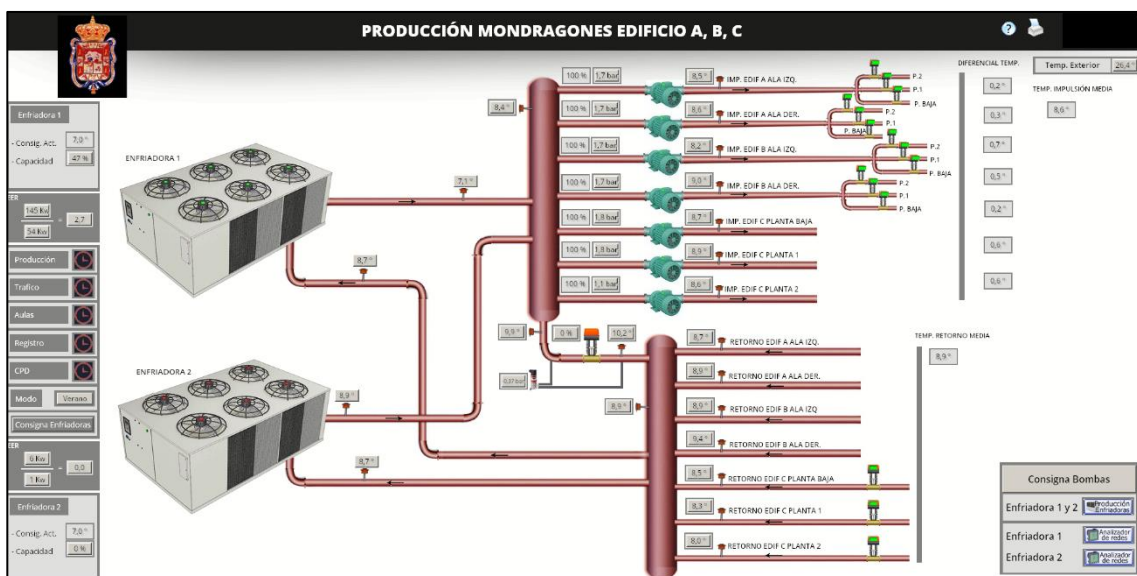 PRODUCCIÓN MONDRAGONES EDIFICIO A, B, C
?
DIFERENCIAL TEMP.
Temp. Exterior 26,4 °
TEMP. IMPULSIÓN MEDIA
8,6 °
Enfriadora 1
- Consig. Act. 7,0 °
- Capacidad 47 %
EER
145 Kw
54 Kw
= 2,7
Producción
Trafico
Aulas
Registro
CPD
Modo Verano
Consigna Enfriadoras
EER
6 Kw
1 Kw
= 0,0
Enfriadora 2
- Consig. Act. 7,0 °
- Capacidad 0 %
ENFRIADORA 1
7,1 °
8,7 °
ENFRIADORA 2
8,9 °
8,7 °
8,4 °
100 % 1,7 bar 8,5 ° IMP. EDIF A ALA IZQ. P.2 P.1 P. BAJA 0,2 °
100 % 1,7 bar 8,6 ° IMP. EDIF A ALA DER. P.2 P.1 P. BAJA 0,3 °
100 % 1,7 bar 8,2 ° IMP. EDIF B ALA IZQ. P.2 P.1 P. BAJA 0,7 °
100 % 1,7 bar 9,0 ° IMP. EDIF B ALA DER. P.2 P.1 P. BAJA 0,5 °
100 % 1,8 bar 8,7 ° IMP. EDIF C PLANTA BAJA 0,2 °
100 % 1,8 bar 8,9 ° IMP. EDIF C PLANTA 1 0,6 °
100 % 1,1 bar 8,6 ° IMP. EDIF C PLANTA 2 0,6 °
9,9 ° 0 % 10,2 °
8,9 °
8,7 ° RETORNO EDIF A ALA IZQ.
8,9 ° RETORNO EDIF A ALA DER.
8,9 ° RETORNO EDIF B ALA IZQ
9,4 ° RETORNO EDIF B ALA DER.
8,5 ° RETORNO EDIF C PLANTA BAJA
8,3 ° RETORNO EDIF C PLANTA 1
8,0 ° RETORNO EDIF C PLANTA 2
TEMP. RETORNO MEDIA
8,9 °
Consigna Bombas
Enfriadora 1 y 2 Producción Enfriadoras
Enfriadora 1 Analizador de redes
Enfriadora 2 Analizador de redes